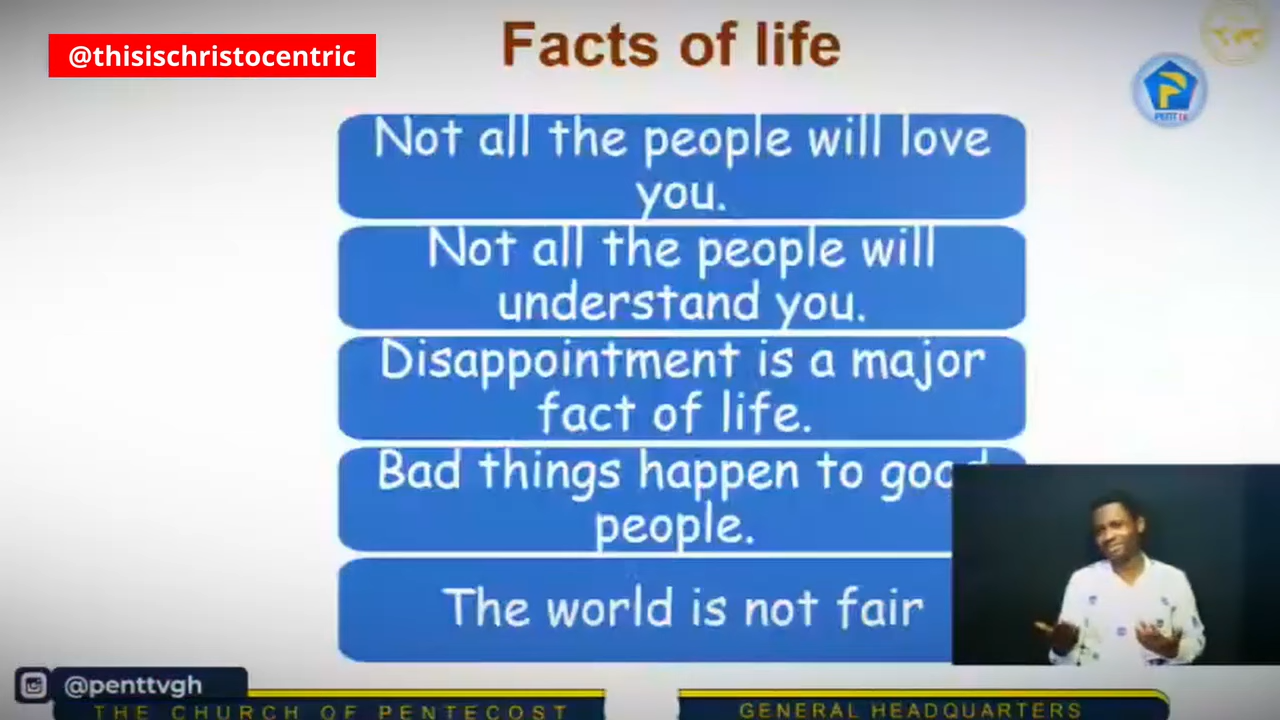 Facts of life
@thisischristocentric
PENT
Not all the people will love
you.
Not all the people will
understand you.
Disappointment is a major
fact of life.
Bad things happen to good
people.
The world is not fair
@penttvgh
THE CHURCH OF PENTECOST
GENERAL HEADQUARTERS